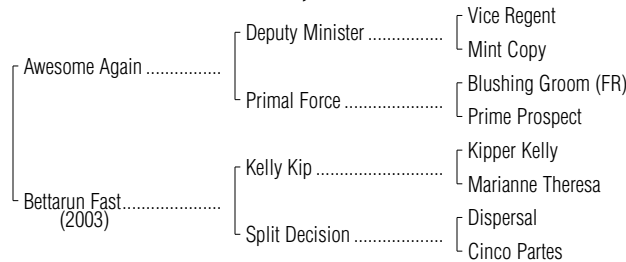 Vice Regent
Deputy Minister ..................
Mint Copy
Awesome Again ................
Blushing Groom (FR)
Primal Force .......................
Prime Prospect
Kipper Kelly
Kelly Kip .............................
Marianne Theresa
Bettarun Fast.....................
(2003)
Dispersal
Split Decision .....................
Cinco Partes